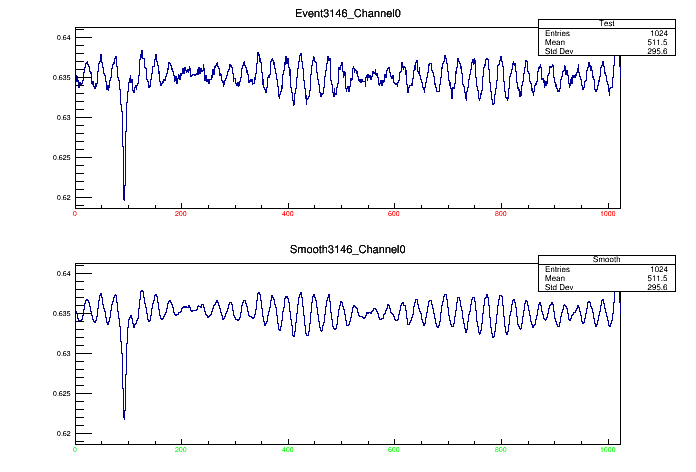 Event3146_Channel0
Test
Entries 1024
Mean 511.5
Std Dev 295.6
0.64
0.635
0.63
0.625
0.62
0 200 400 600 800 1000
Smooth3146_Channel0
Smooth
Entries 1024
Mean 511.5
Std Dev 295.6
0.64
0.635
0.63
0.625
0.62
0 200 400 600 800 1000